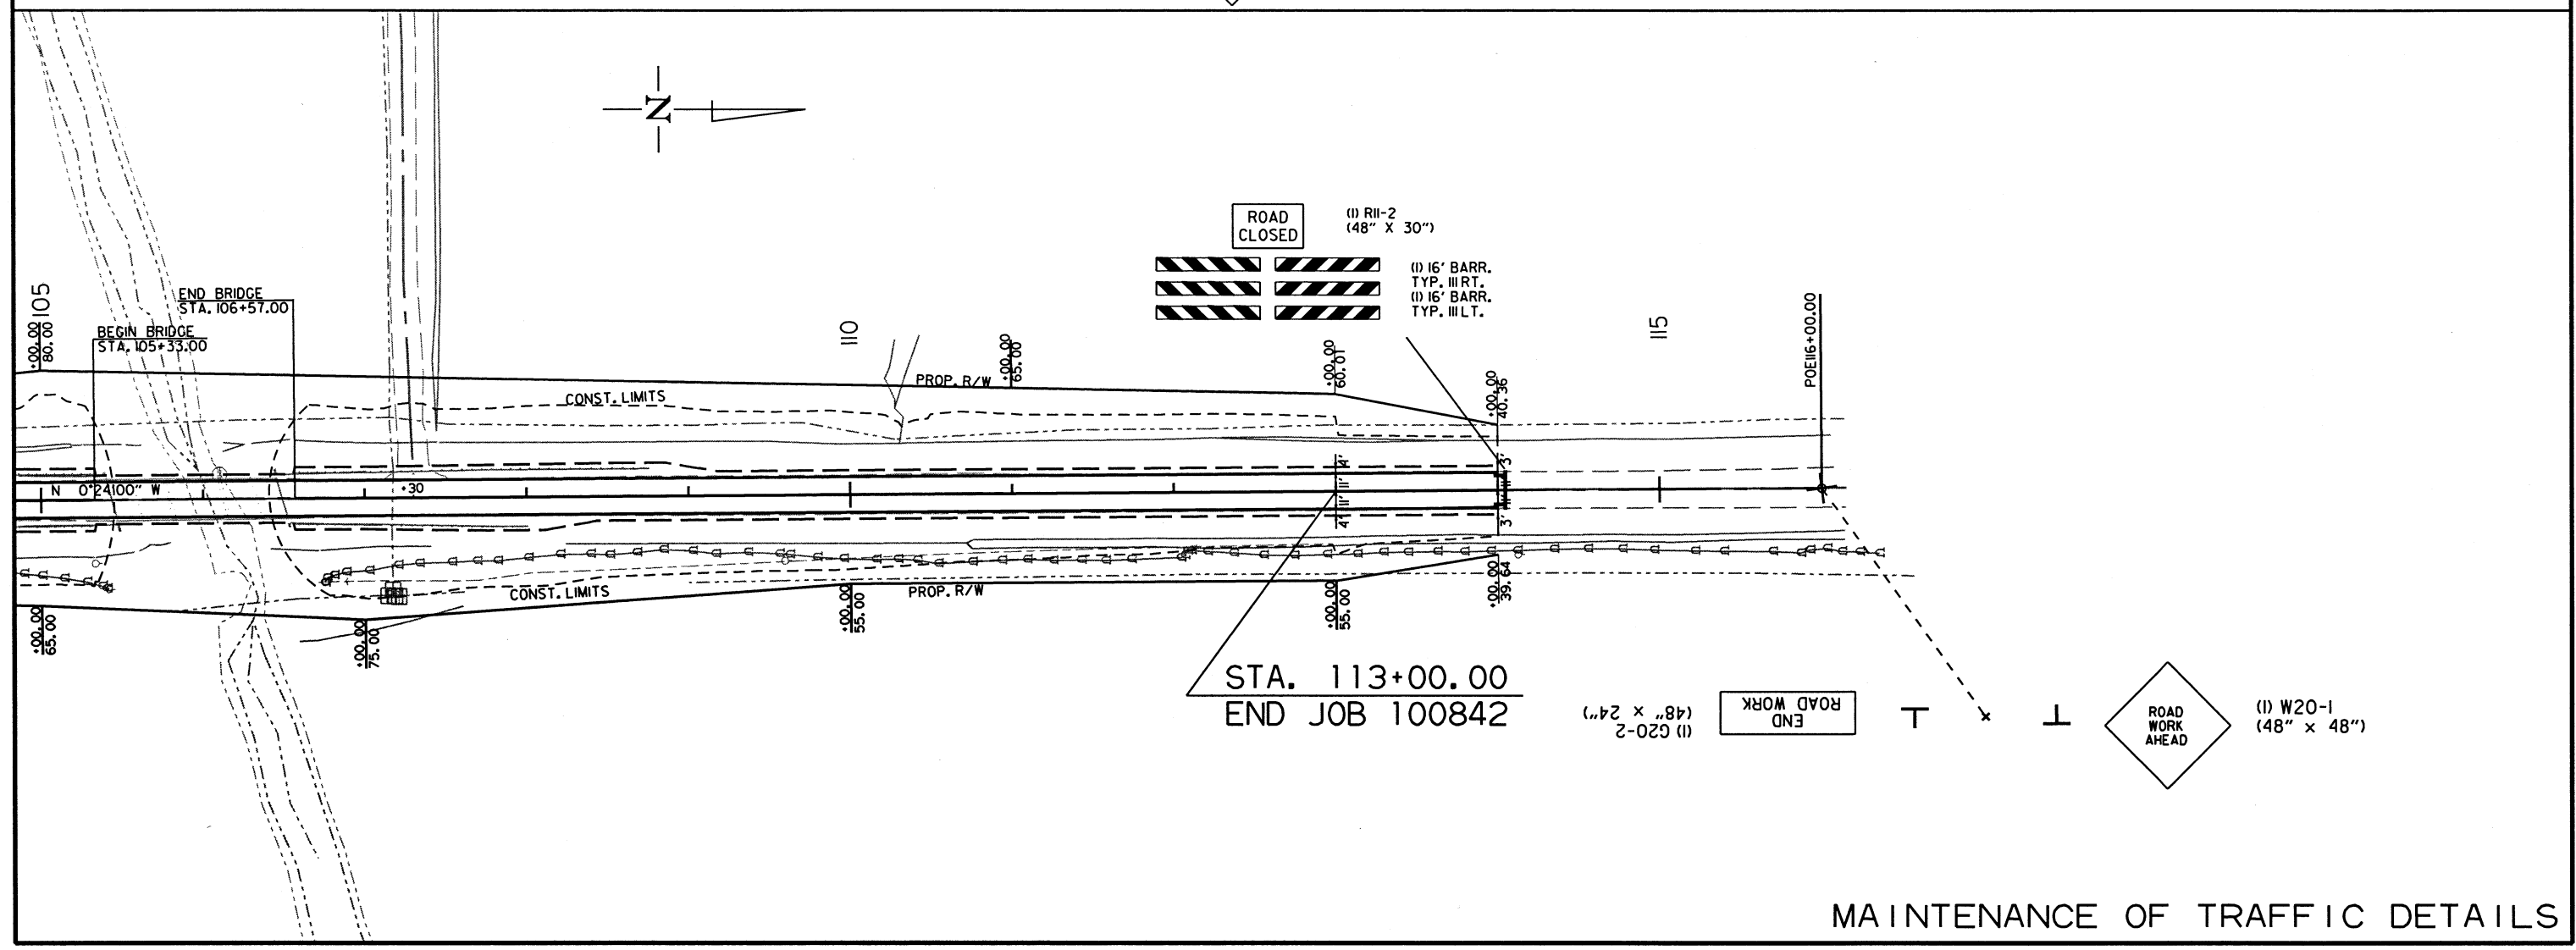 N
ROAD
CLOSED
(1) R11-2
(48" X 30")
(1) 16' BARR.
TYP. III RT.
(1) 16' BARR.
TYP. III LT.
105
+00.00
80.00
END BRIDGE
STA. 106+57.00
BEGIN BRIDGE
STA. 105+33.00
110
+00.00
65.00
+00.00
60.01
+00.00
40.36
115
POE116+00.00
PROP. R/W
CONST. LIMITS
N 0°24'00" W
+30
4'
11'
11'
4'
3'
11'
11'
3'
CONST. LIMITS
PROP. R/W
+00.00
65.00
+00.00
75.00
+00.00
55.00
+00.00
55.00
+00.00
39.64
STA. 113+00.00
END JOB 100842
(1) G20-2
(48" X 24")
END
ROAD WORK
ROAD
WORK
AHEAD
(1) W20-1
(48" x 48")
MAINTENANCE OF TRAFFIC DETAILS